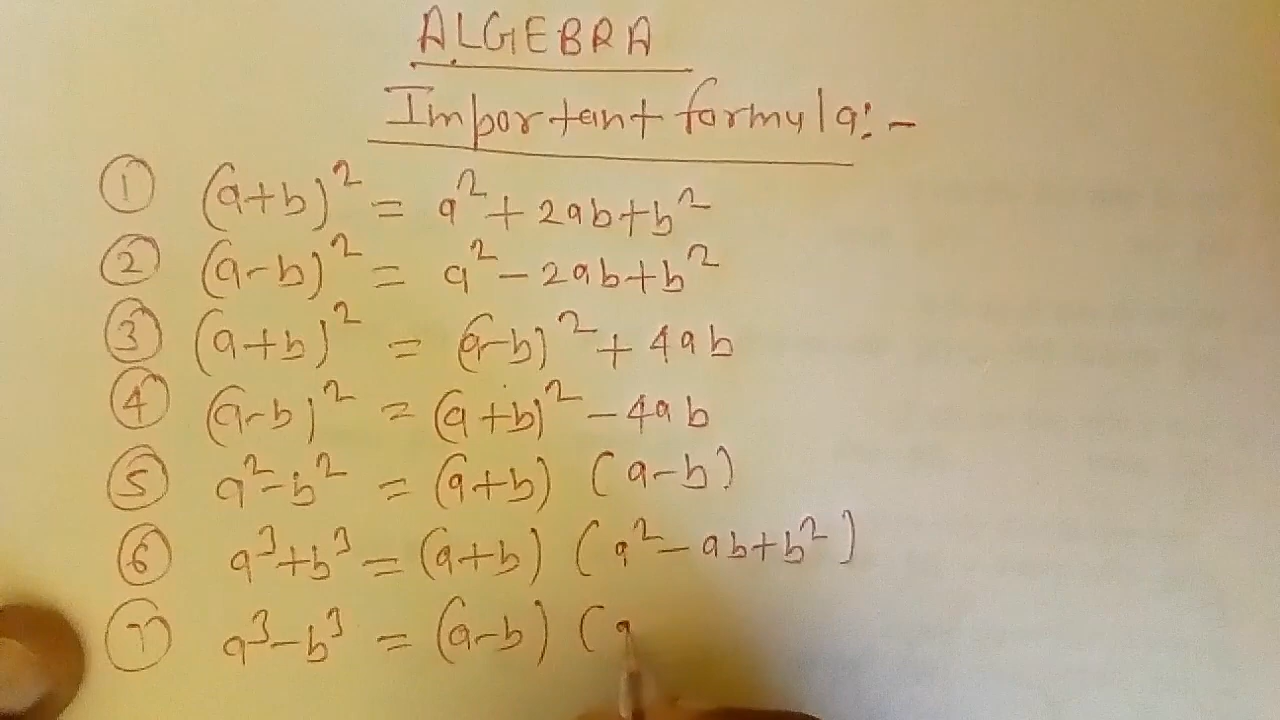 ALGEBRA
Important formula:-
① (a+b)² = a² + 2ab + b²
② (a-b)² = a² - 2ab + b²
③ (a+b)² = (a-b)² + 4ab
④ (a-b)² = (a+b)² - 4ab
⑤ a² - b² = (a+b) (a-b)
⑥ a³ + b³ = (a+b) (a² - ab + b²)
⑦ a³ - b³ = (a-b) (a